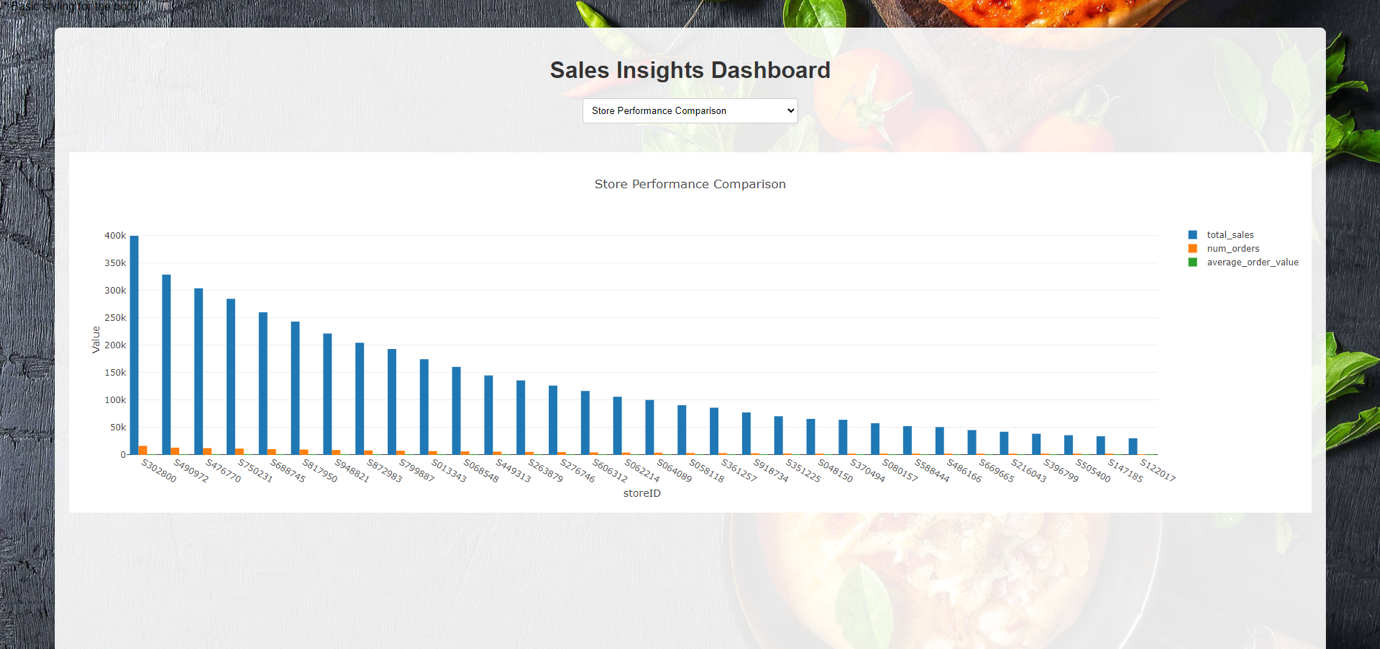 * Basic styling for the body *
Sales Insights Dashboard
Store Performance Comparison
Store Performance Comparison
400k
350k
300k
250k
200k
150k
100k
50k
0
Value
S302800
S490972
S476770
S750231
S688745
S817950
S948821
S872983
S799887
S013343
S068548
S449313
S263879
S276746
S606312
S062214
S064089
S058118
S361257
S918734
S351225
S048150
S370494
S080157
S588444
S486166
S669665
S216043
S396799
S505400
S147185
S122017
storeID
total_sales
num_orders
average_order_value